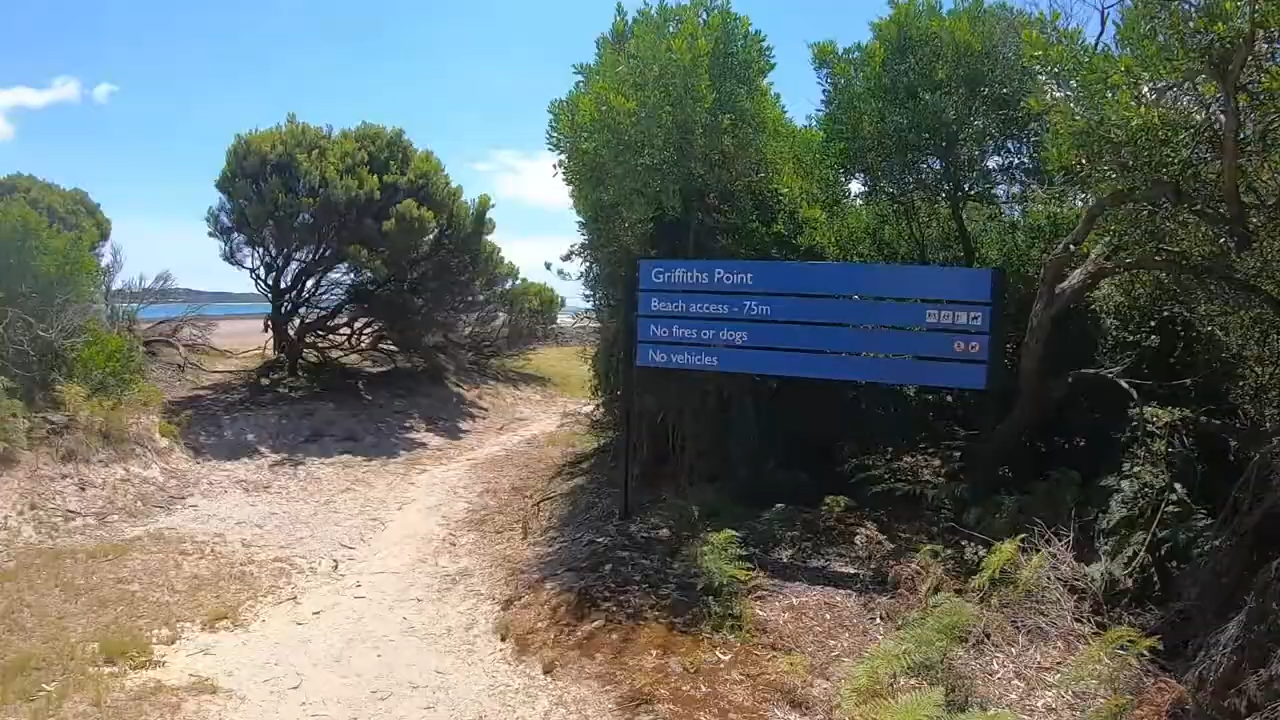 Griffiths Point
Beach access - 75m
No fires or dogs
No vehicles